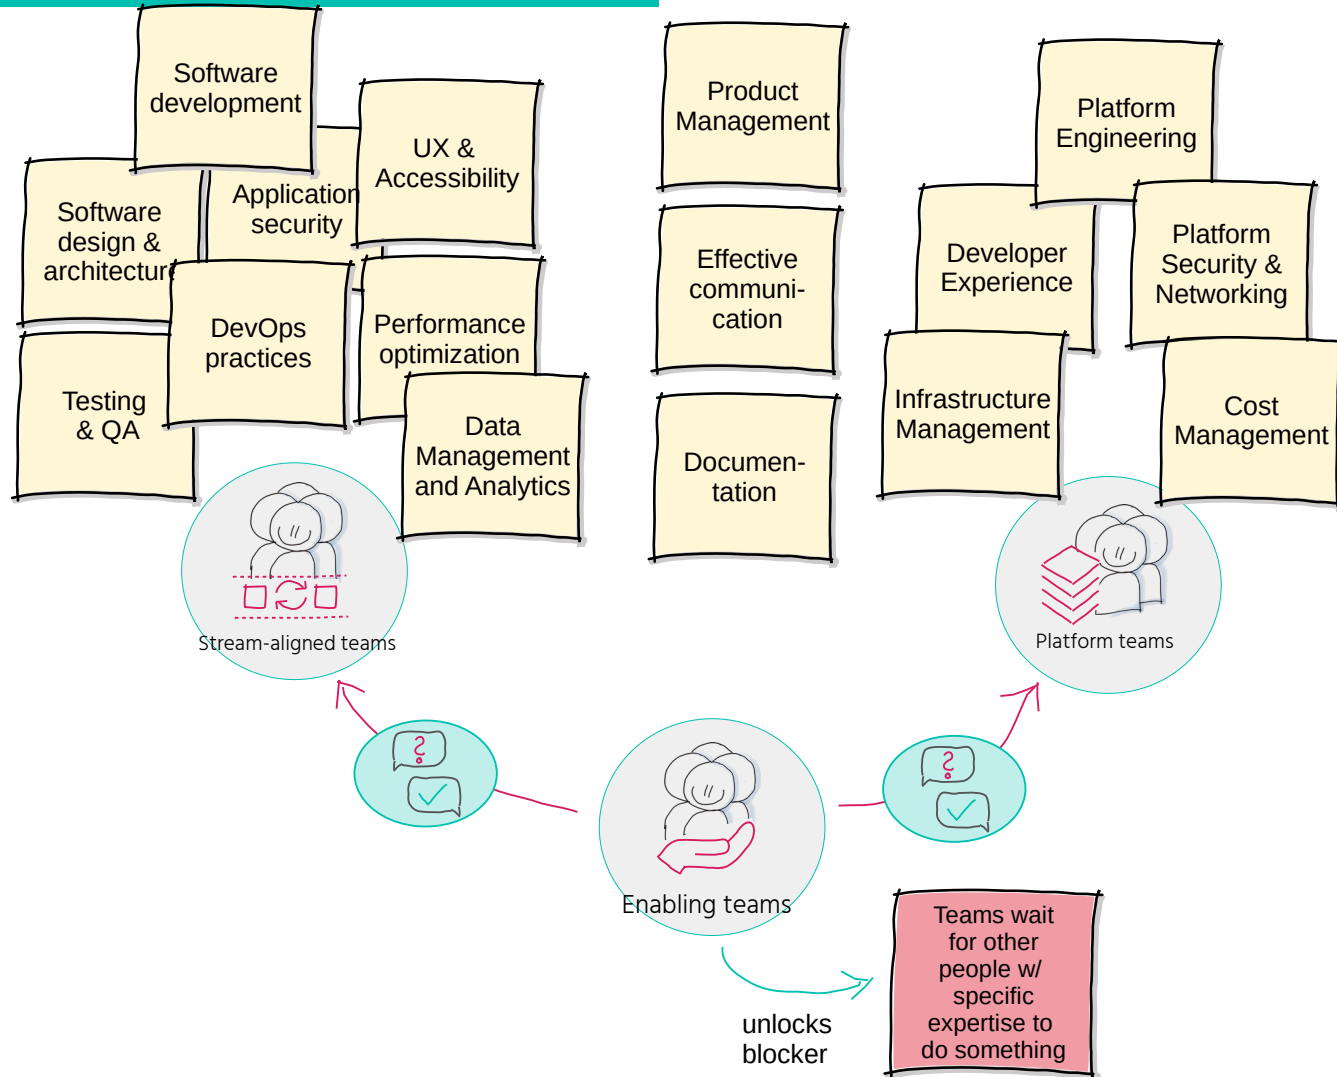 Software
development
UX &
Accessibility
Application
security
Software
design &
architecture
DevOps
practices
Performance
optimization
Testing
& QA
Data
Management
and Analytics
Product
Management
Effective
communi-
cation
Documen-
tation
Platform
Engineering
Developer
Experience
Platform
Security &
Networking
Infrastructure
Management
Cost
Management
Stream-aligned teams
Platform teams
?
?
Enabling teams
unlocks
blocker
Teams wait
for other
people w/
specific
expertise to
do something